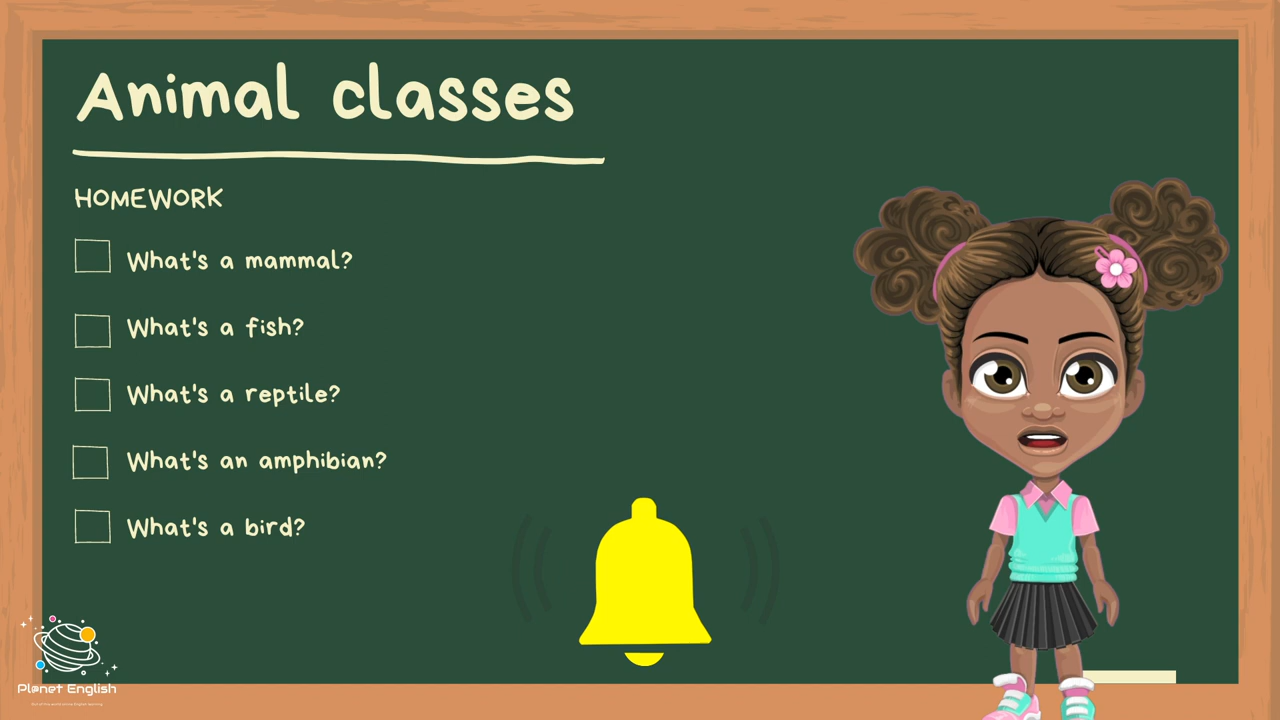 Animal classes
HOMEWORK
What's a mammal?
What's a fish?
What's a reptile?
What's an amphibian?
What's a bird?
Planet English